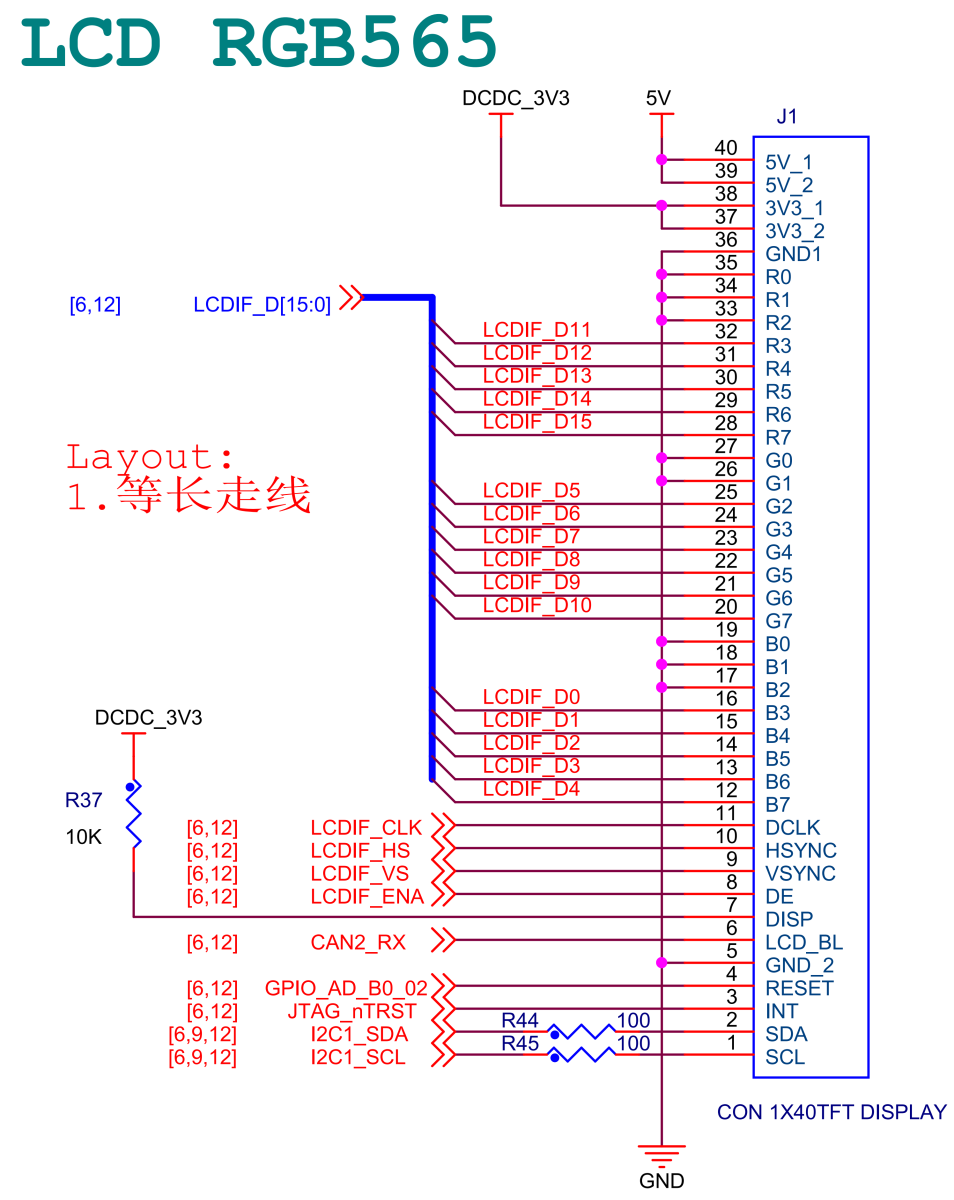 LCD RGB565
DCDC_3V3
5V
J1
40
5V_1
39
5V_2
38
3V3_1
37
3V3_2
36
GND1
35
R0
34
R1
[6,12]
LCDIF_D[15:0]
33
R2
LCDIF_D11
32
R3
LCDIF_D12
31
R4
LCDIF_D13
30
R5
LCDIF_D14
29
R6
LCDIF_D15
28
R7
27
G0
Layout:
1.等长走线
26
G1
LCDIF_D5
25
G2
LCDIF_D6
24
G3
LCDIF_D7
23
G4
LCDIF_D8
22
G5
LCDIF_D9
21
G6
LCDIF_D10
20
G7
19
B0
18
B1
17
B2
LCDIF_D0
16
B3
LCDIF_D1
15
B4
LCDIF_D2
14
B5
LCDIF_D3
13
B6
LCDIF_D4
12
B7
DCDC_3V3
R37
10K
[6,12]
LCDIF_CLK
11
DCLK
[6,12]
LCDIF_HS
10
HSYNC
[6,12]
LCDIF_VS
9
VSYNC
[6,12]
LCDIF_ENA
8
DE
7
DISP
[6,12]
CAN2_RX
6
LCD_BL
5
GND_2
[6,12]
GPIO_AD_B0_02
4
RESET
[6,12]
JTAG_nTRST
3
INT
[6,9,12]
I2C1_SDA
R44
100
2
SDA
[6,9,12]
I2C1_SCL
R45
100
1
SCL
CON 1X40TFT DISPLAY
GND